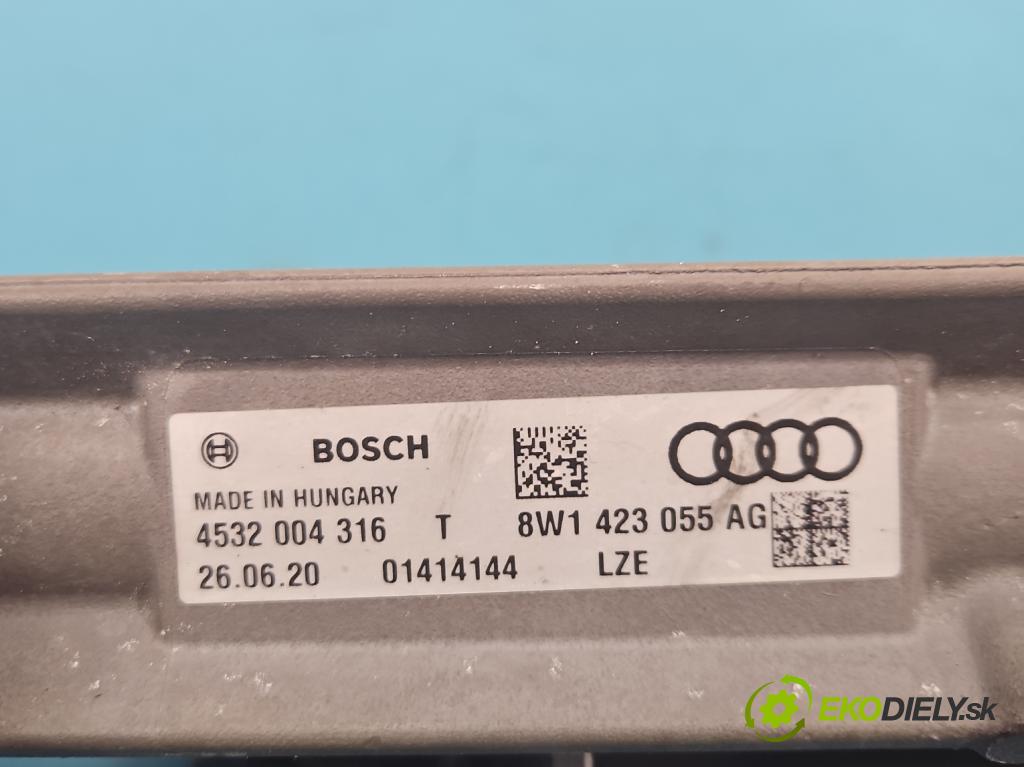 BOSCH
MADE IN HUNGARY
4532 004 316 T 8W1 423 055 AG
26.06.20 01414144 LZE
EKODIELY.sk